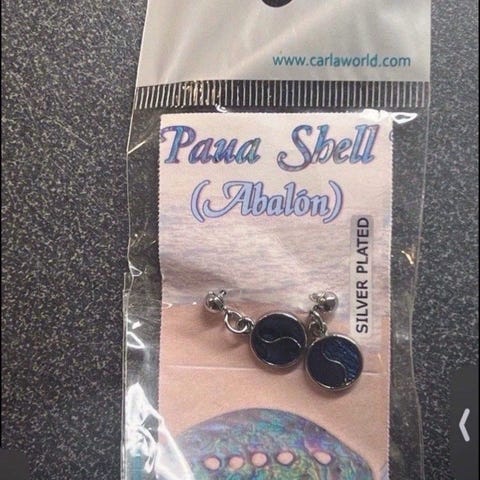 www.carlaworld.com
Paua Shell
(Abalón)
SILVER PLATED